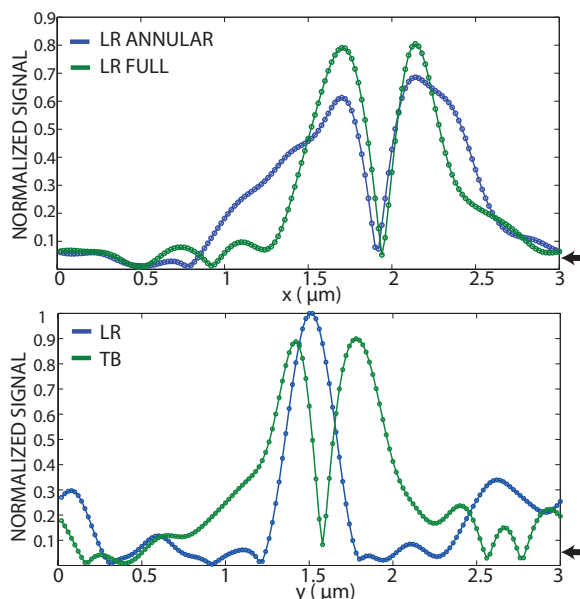 0.9
0.8
0.7
0.6
0.5
0.4
0.3
0.2
0.1
NORMALIZED SIGNAL
LR ANNULAR
LR FULL
0 0.5 1 1.5 2 2.5 3
x ( μm)
1
0.9
0.8
0.7
0.6
0.5
0.4
0.3
0.2
0.1
NORMALIZED SIGNAL
LR
TB
0 0.5 1 1.5 2 2.5 3
y ( μm)